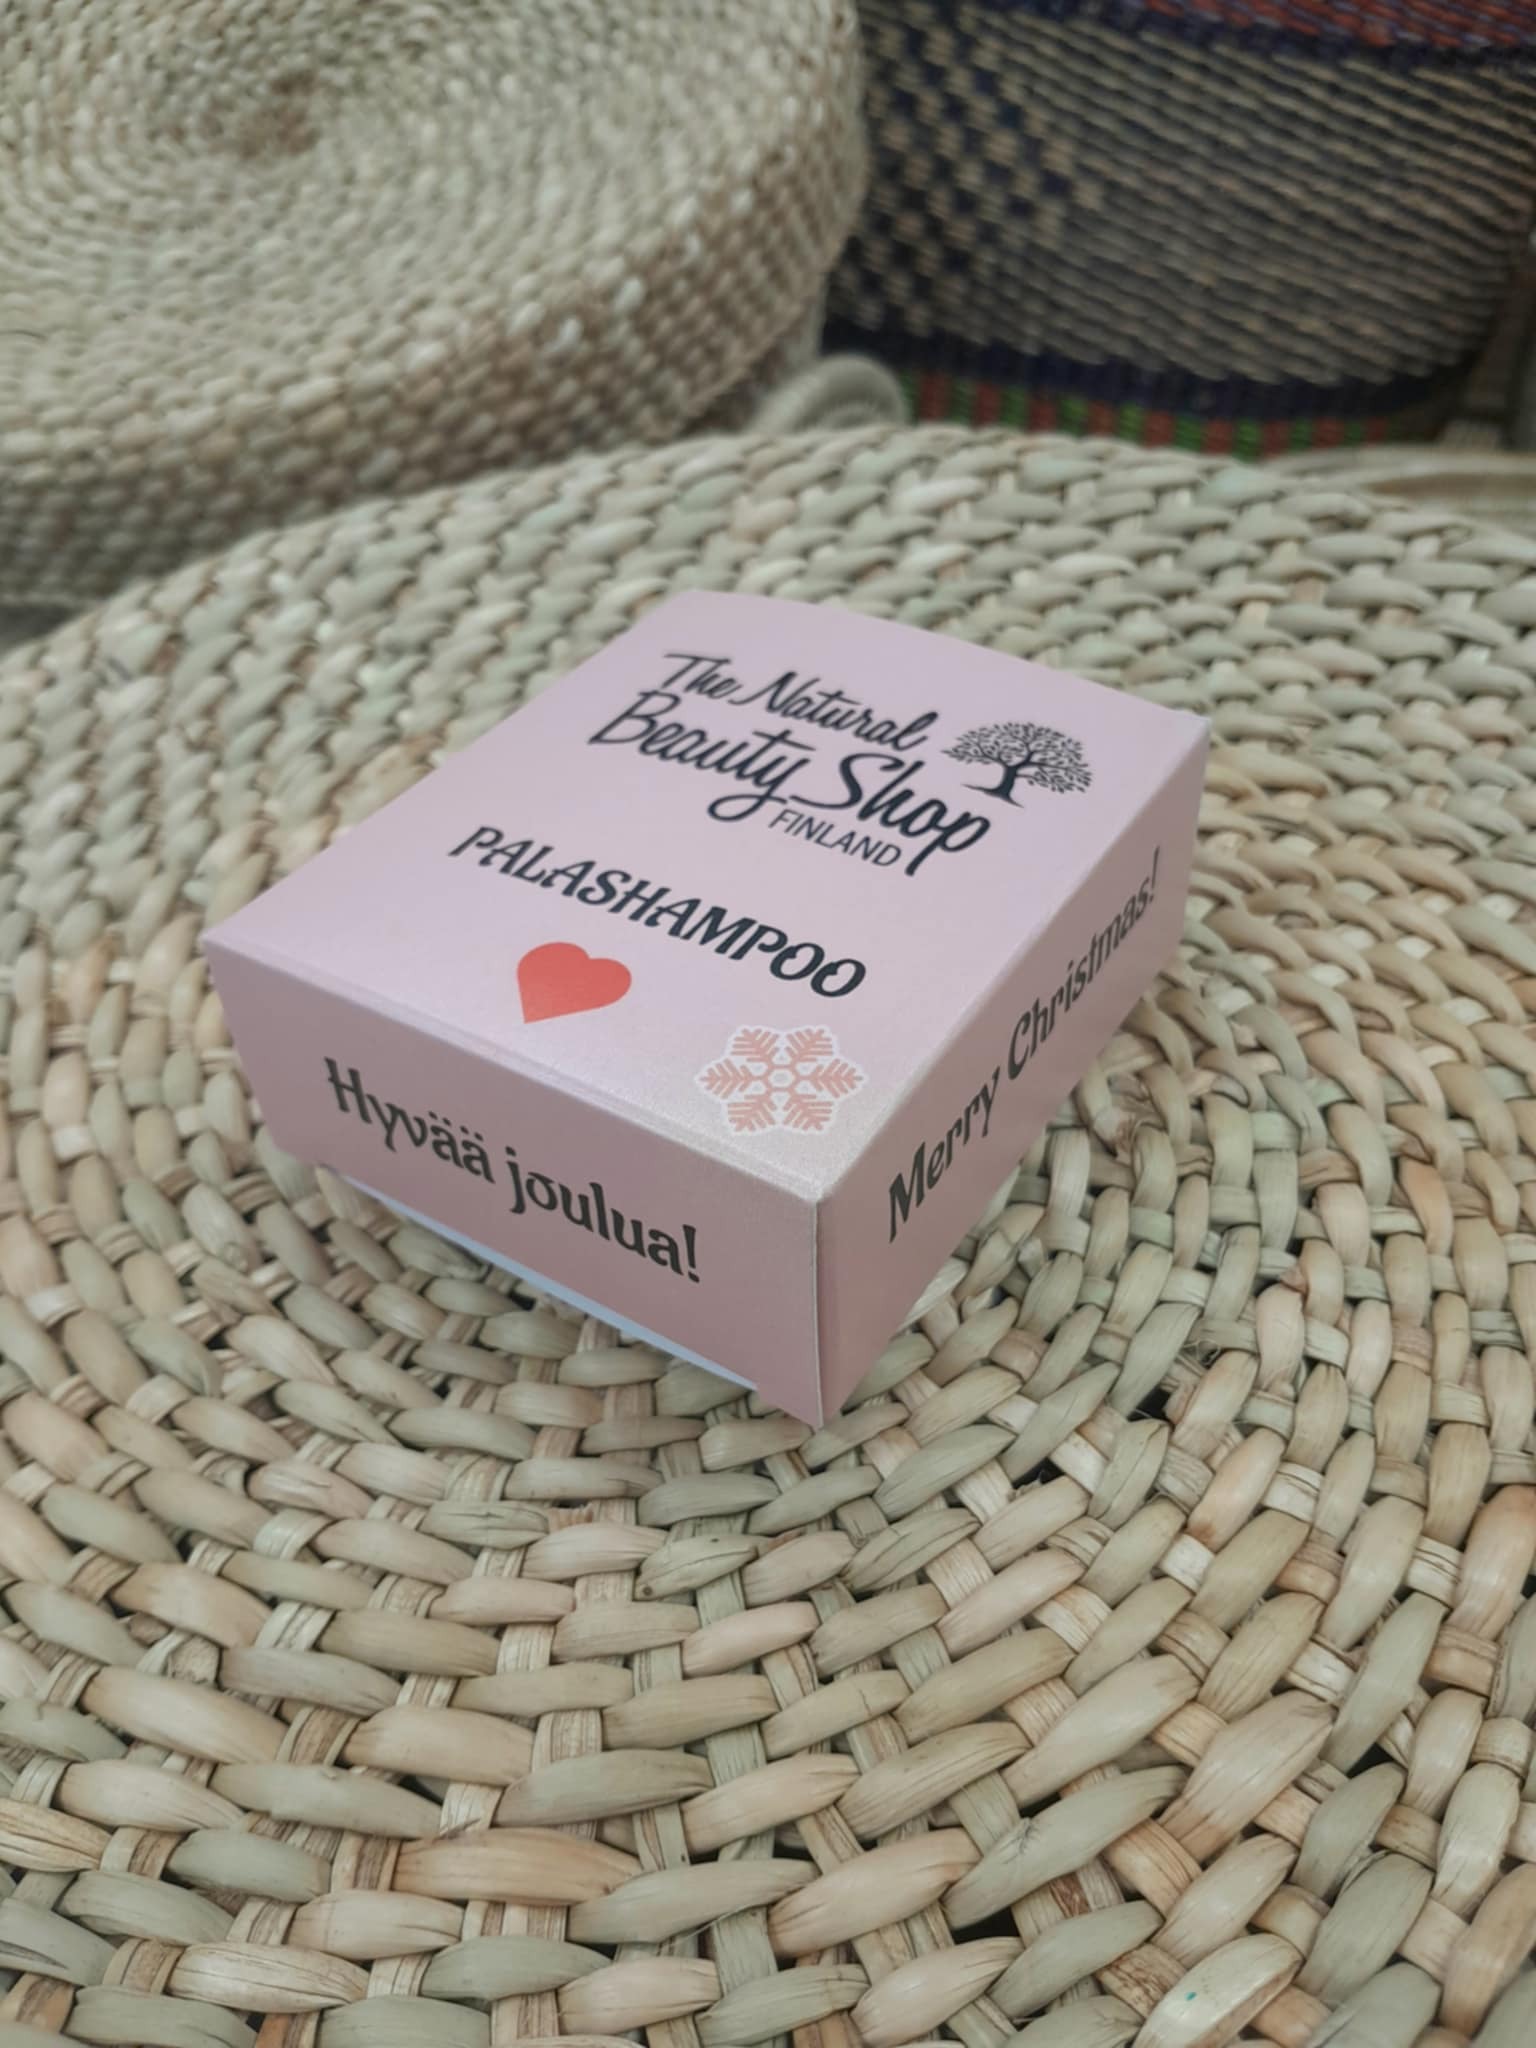 The Natural
Beauty Shop
FINLAND
PALASHAMPOO
Hyvää joulua!
Merry Christmas!